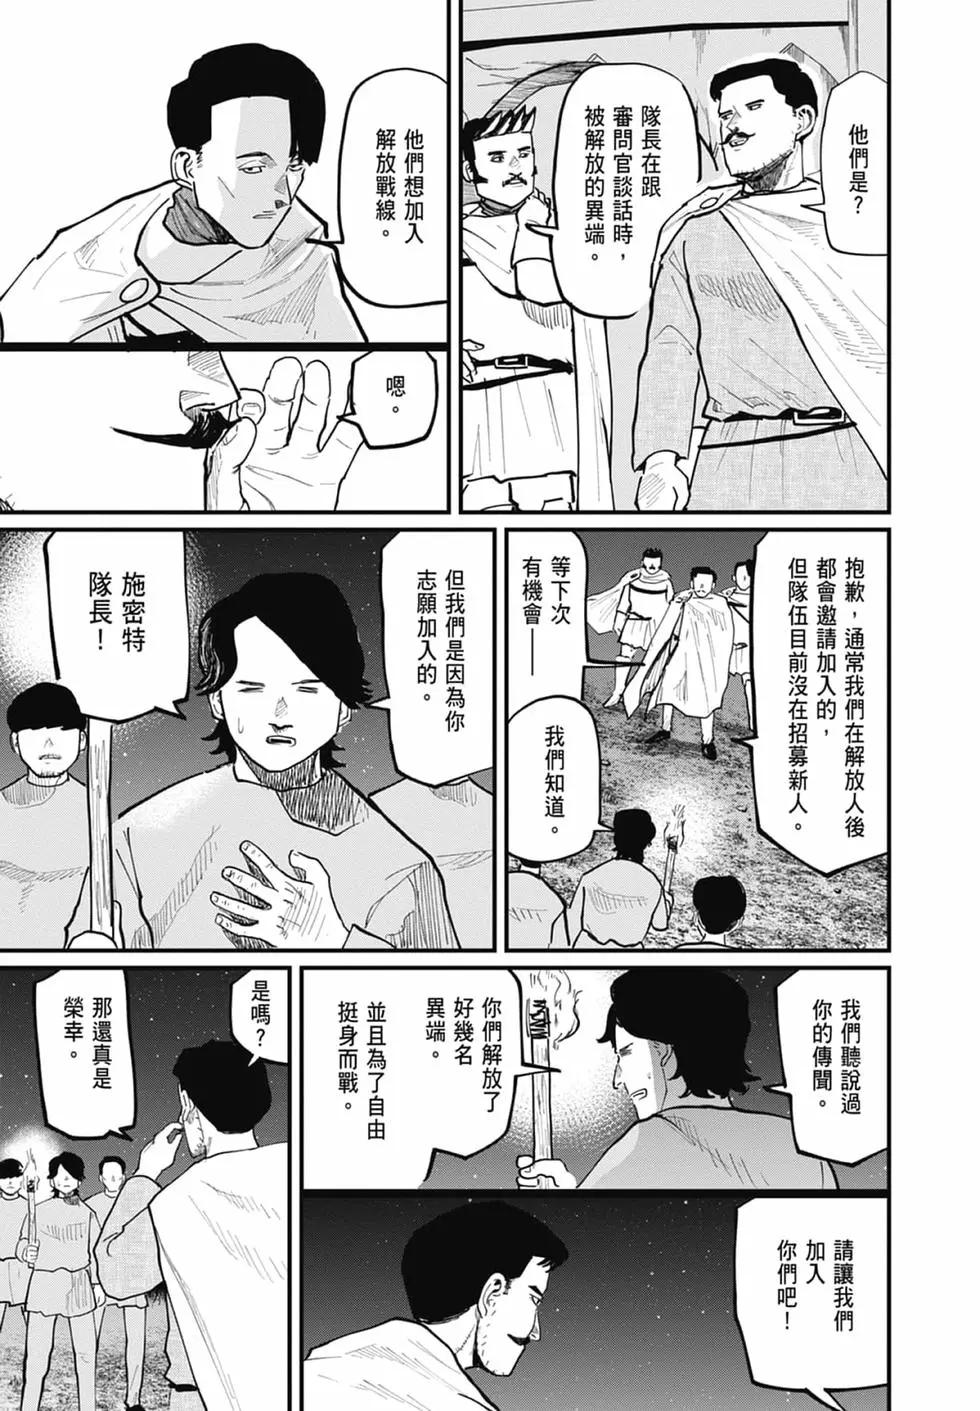 他們是？
隊長在跟
審問官談話時，
被解放的異端。
他們想加入
解放戰線。
嗯。
抱歉，通常我們在解放人後
都會邀請加入的，
但隊伍目前沒在招募新人。
等下次
有機會——
我們知道。
但我們是因為你
志願加入的。
施密特
隊長！
我們聽說過
你的傳聞。
你們解放了
好幾名
異端。
並且為了自由
挺身而戰。
請讓我們
加入
你們吧！
是嗎？
那還真是
榮幸。